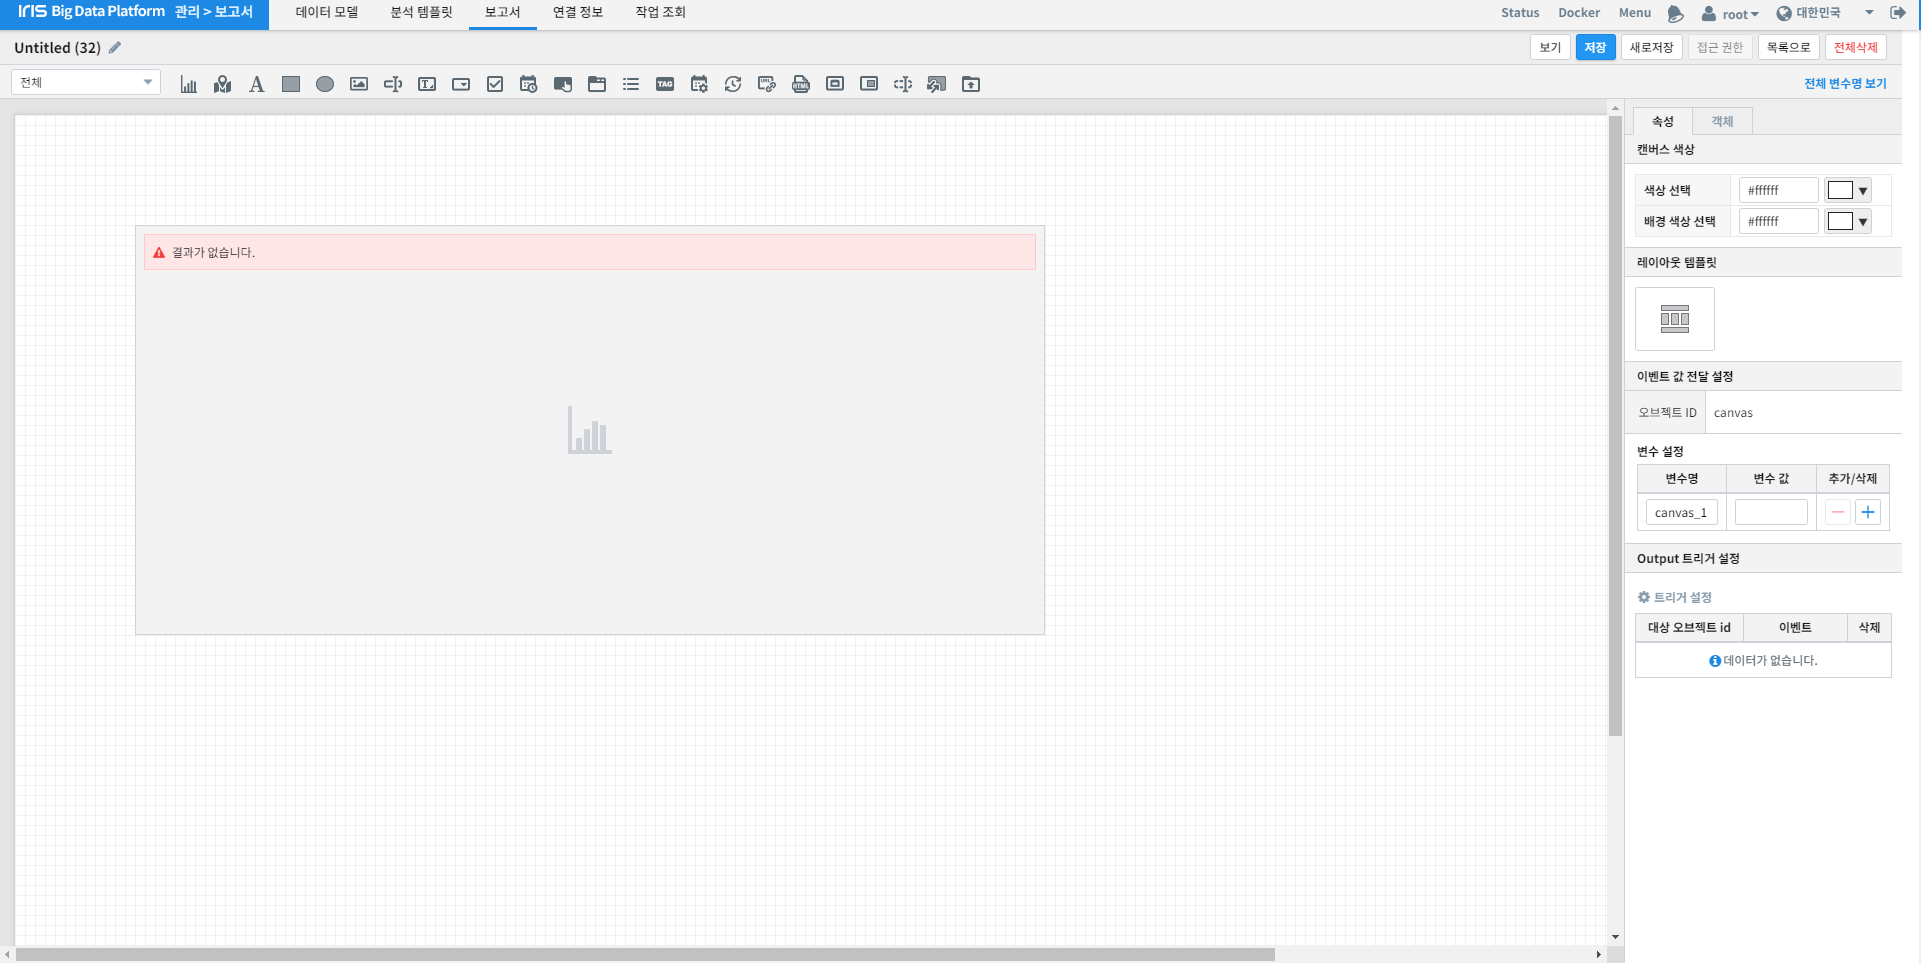 IRIS Big Data Platform 관리 > 보고서 데이터 모델 분석 템플릿 보고서 연결 정보 작업 조회 Status Docker Menu root 대한민국
Untitled (32) 보기 저장 새로저장 접근 권한 목록으로 전체삭제
전체 A T TAG URL HTML 전체 변수명 보기
속성 객체
캔버스 색상
색상 선택 #ffffff
배경 색상 선택 #ffffff
결과가 없습니다.
레이아웃 템플릿
이벤트 값 전달 설정
오브젝트 ID canvas
변수 설정
변수명 변수 값 추가/삭제
canvas_1
Output 트리거 설정
트리거 설정
대상 오브젝트 id 이벤트 삭제
데이터가 없습니다.